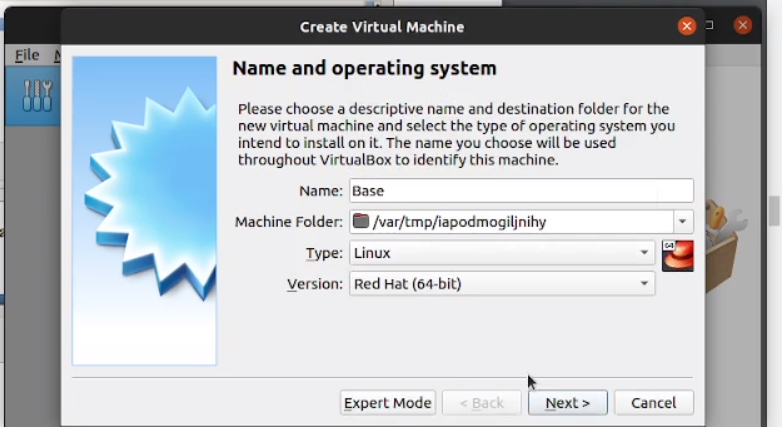 Create Virtual Machine
File
Name and operating system
Please choose a descriptive name and destination folder for the
new virtual machine and select the type of operating system you
intend to install on it. The name you choose will be used
throughout VirtualBox to identify this machine.
Name: Base
Machine Folder: /var/tmp/iapodmogiljnihy
Type: Linux
64
Version: Red Hat (64-bit)
Expert Mode < Back Next > Cancel